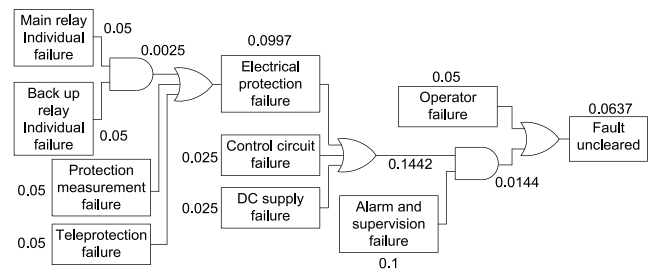 Main relay
Individual
failure
0.05
0.0025
Back up
relay
Individual
failure
0.05
Protection
measurement
failure
0.05
Teleprotection
failure
0.05
0.0997
Electrical
protection
failure
Control circuit
failure
0.025
DC supply
failure
0.025
0.1442
Alarm and
supervision
failure
0.1
0.05
Operator
failure
0.0144
0.0637
Fault
uncleared